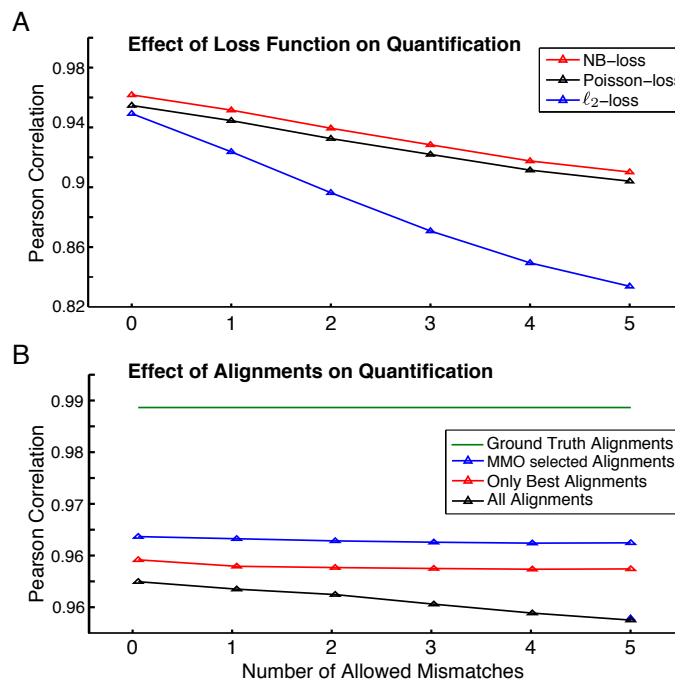 A
Effect of Loss Function on Quantification
NB-loss
Poisson-loss
ℓ2-loss
Pearson Correlation
0.98
0.94
0.9
0.86
0.82
0 1 2 3 4 5
B
Effect of Alignments on Quantification
Ground Truth Alignments
MMO selected Alignments
Only Best Alignments
All Alignments
Pearson Correlation
0.99
0.98
0.97
0.96
0.96
0 1 2 3 4 5
Number of Allowed Mismatches